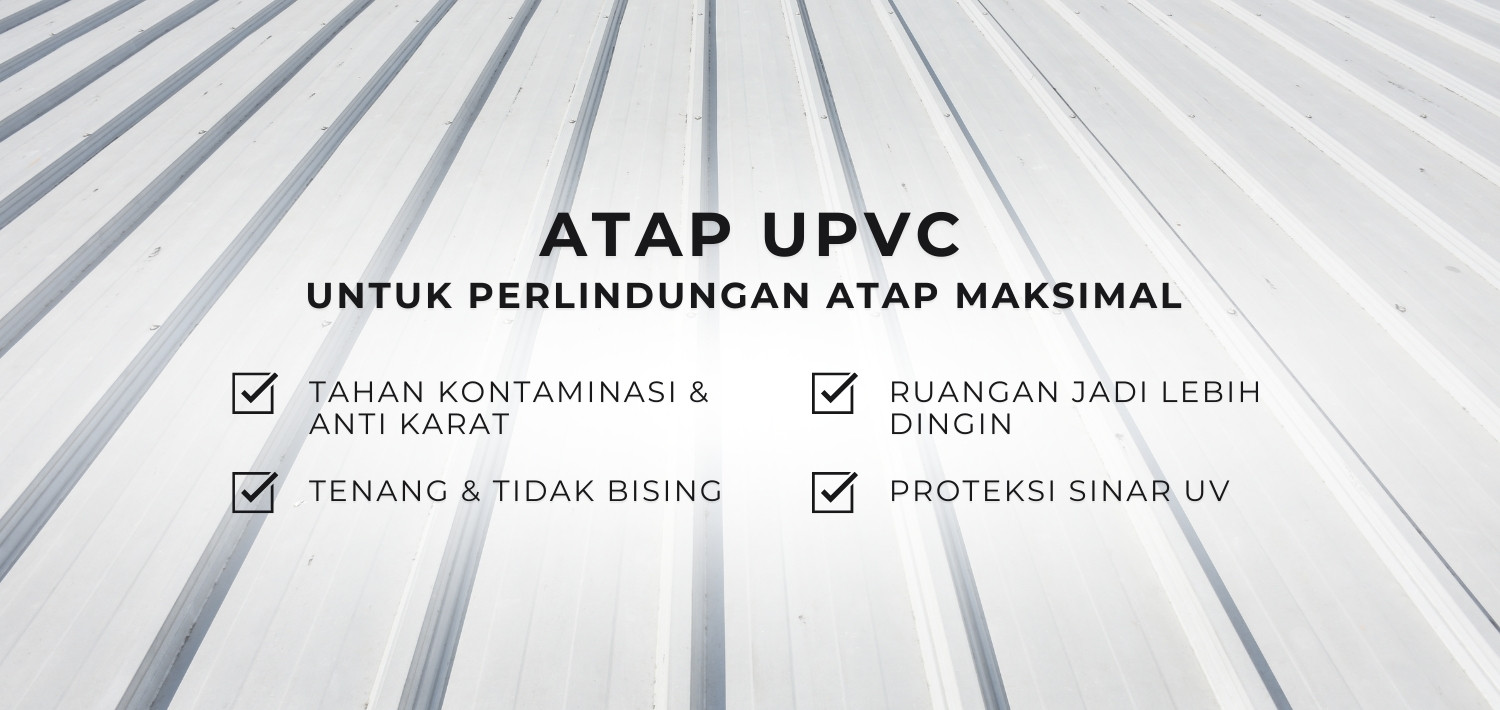 ATAP UPVC
UNTUK PERLINDUNGAN ATAP MAKSIMAL
TAHAN KONTAMINASI &
ANTI KARAT
RUANGAN JADI LEBIH
DINGIN
TENANG & TIDAK BISING
PROTEKSI SINAR UV